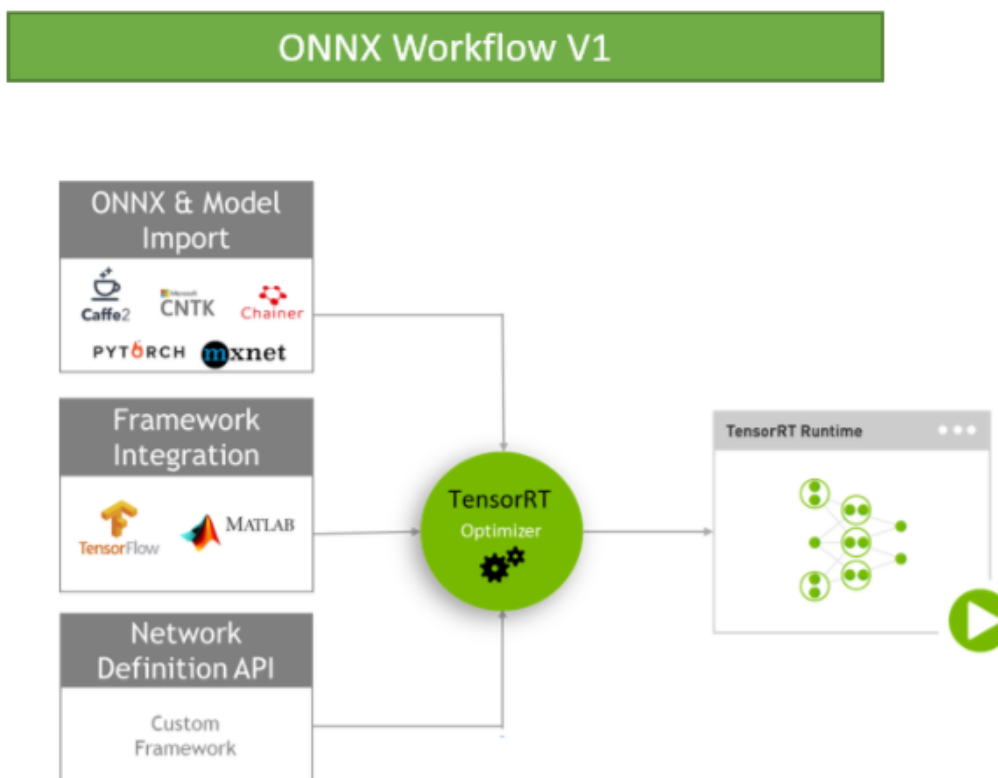 ONNX Workflow V1
ONNX & Model
Import
Caffe2
Microsoft
CNTK
Chainer
PYTORCH
mxnet
Framework
Integration
TensorFlow
MATLAB
Network
Definition API
Custom
Framework
TensorRT
Optimizer
TensorRT Runtime